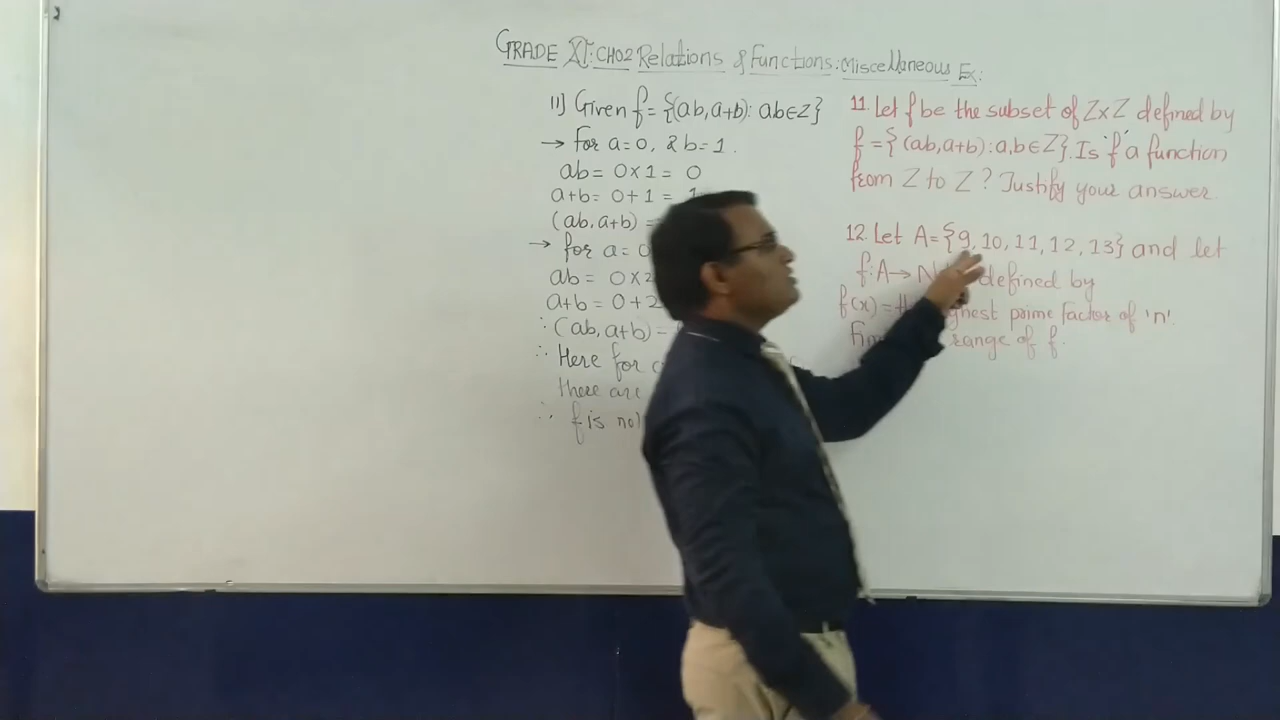 GRADE XI: CH02 Relations & Functions: Miscellaneous Ex:
11) Given f = {(ab, a+b): ab∈Z}
→ for a=0, & b=1.
ab = 0×1 = 0
a+b = 0+1 = 1
(ab, a+b) =
→ for a=0
ab = 0×2
a+b = 0+2
∴ (ab, a+b) =
∴ Here for
there are
∴ f is not
11. Let f be the subset of Z×Z defined by
f = {(ab, a+b): a,b∈Z}. Is 'f' a function
from Z to Z? Justify your answer
12. Let A = {9, 10, 11, 12, 13} and let
f: A→N defined by
f(x) = the highest prime factor of 'n'.
range of f.